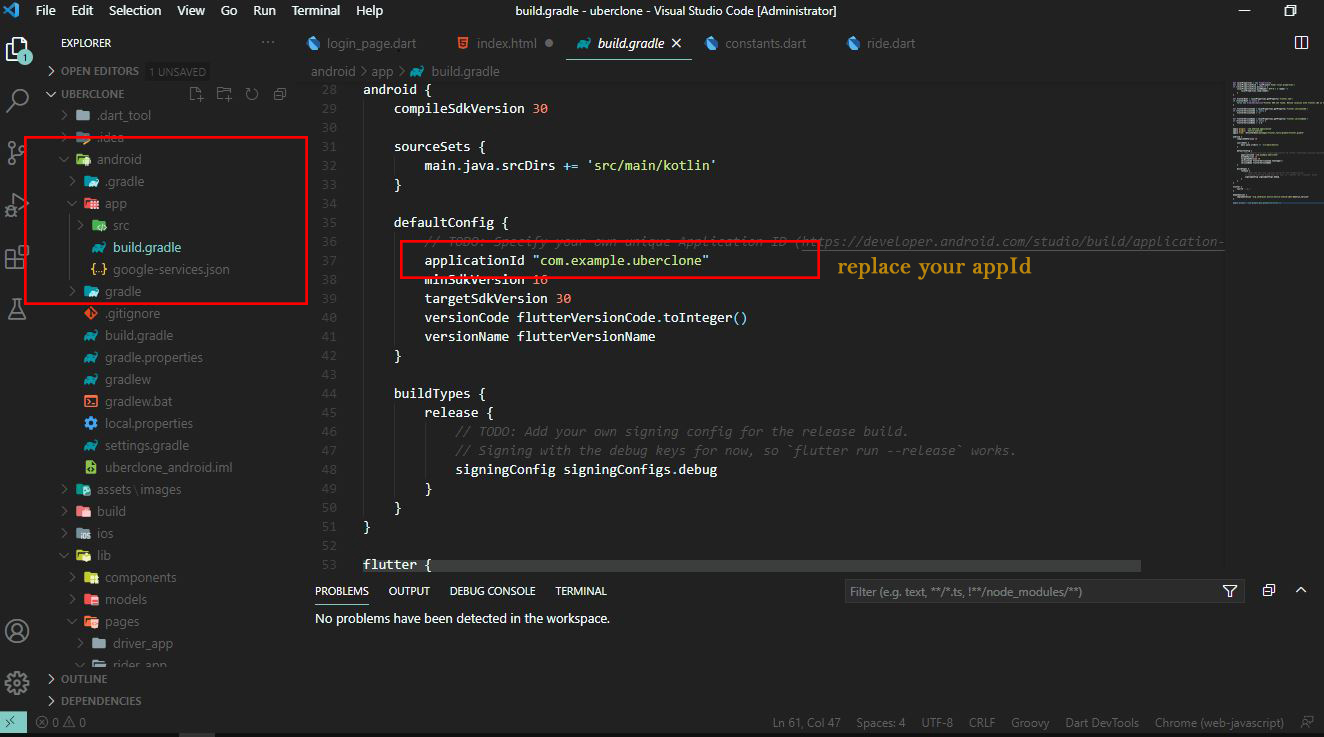 File Edit Selection View Go Run Terminal Help build.gradle - uberclone - Visual Studio Code [Administrator]
EXPLORER
login_page.dart index.html build.gradle constants.dart ride.dart
OPEN EDITORS 1 UNSAVED
android > app > build.gradle
UBERCLONE
.dart_tool
.idea
android
.gradle
app
src
build.gradle
google-services.json
gradle
.gitignore
build.gradle
gradle.properties
gradlew
gradlew.bat
local.properties
settings.gradle
uberclone_android.iml
assets\images
build
ios
lib
components
models
pages
driver_app
rider_app
OUTLINE
DEPENDENCIES
1
28 android {
29 compileSdkVersion 30
30
31 sourceSets {
32 main.java.srcDirs += 'src/main/kotlin'
33 }
34
35 defaultConfig {
36 // TODO: Specify your own unique Application ID (https://developer.android.com/studio/build/application-
37 applicationId "com.example.uberclone"
replace your appId
38 minSdkVersion 16
39 targetSdkVersion 30
40 versionCode flutterVersionCode.toInteger()
41 versionName flutterVersionName
42 }
43
44 buildTypes {
45 release {
46 // TODO: Add your own signing config for the release build.
47 // Signing with the debug keys for now, so `flutter run --release` works.
48 signingConfig signingConfigs.debug
49 }
50 }
51 }
52
53 flutter {
PROBLEMS OUTPUT DEBUG CONSOLE TERMINAL Filter (e.g. text, **/*.ts, !**/node_modules/**)
No problems have been detected in the workspace.
0 0 Ln 61, Col 47 Spaces: 4 UTF-8 CRLF Groovy Dart DevTools Chrome (web-javascript)